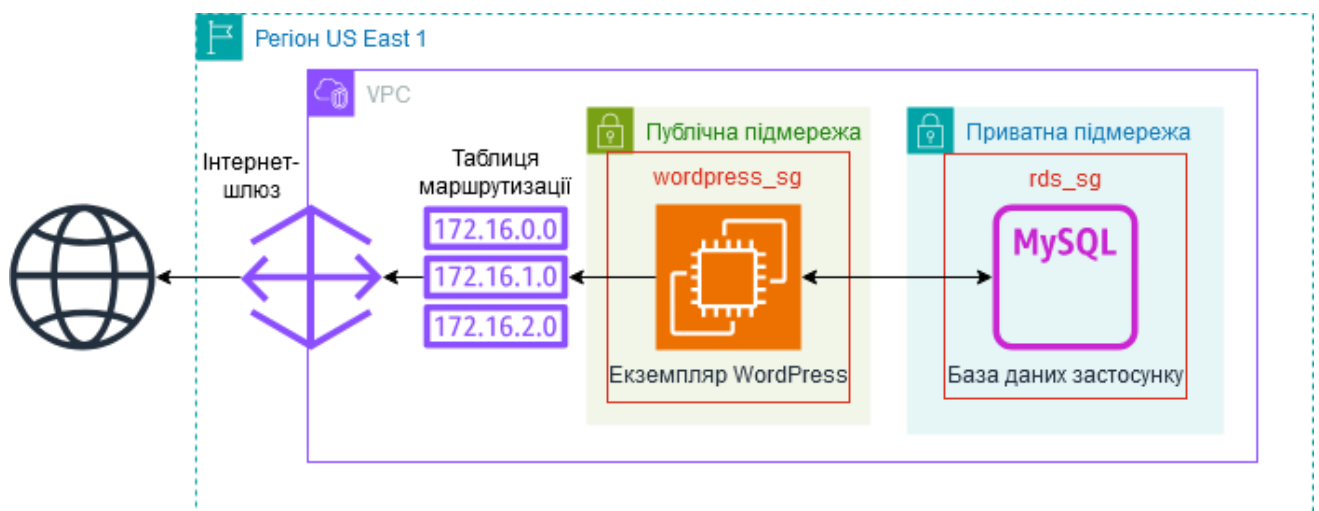 Регіон US East 1
VPC
Інтернет-
шлюз
Таблиця
маршрутизації
172.16.0.0
172.16.1.0
172.16.2.0
Публічна підмережа
wordpress_sg
Екземпляр WordPress
Приватна підмережа
rds_sg
MySQL
База даних застосунку